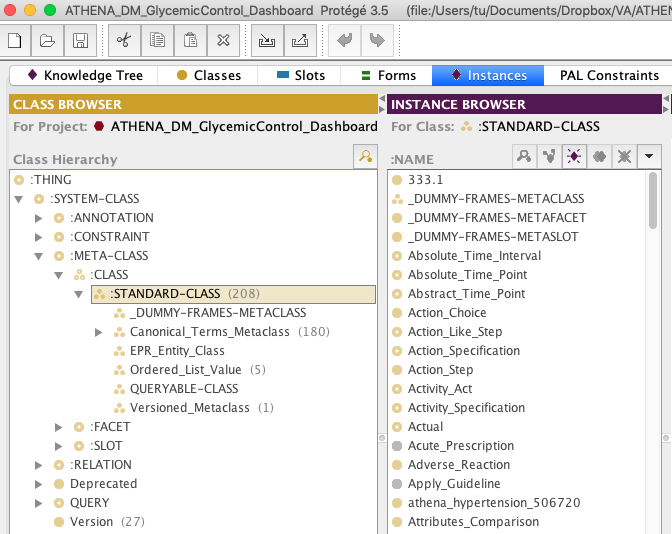 ATHENA_DM_GlycemicControl_Dashboard Protégé 3.5 (file:/Users/tu/Documents/Dropbox/VA/ATHEN
Knowledge Tree Classes Slots Forms Instances PAL Constraints
CLASS BROWSER
For Project: ATHENA_DM_GlycemicControl_Dashboard
Class Hierarchy
:THING
:SYSTEM-CLASS
:ANNOTATION
:CONSTRAINT
:META-CLASS
:CLASS
:STANDARD-CLASS (208)
_DUMMY-FRAMES-METACLASS
Canonical_Terms_Metaclass (180)
EPR_Entity_Class
Ordered_List_Value (5)
QUERYABLE-CLASS
Versioned_Metaclass (1)
:FACET
:SLOT
:RELATION
Deprecated
QUERY
Version (27)
INSTANCE BROWSER
For Class: :STANDARD-CLASS
:NAME
333.1
_DUMMY-FRAMES-METACLASS
_DUMMY-FRAMES-METAFACET
_DUMMY-FRAMES-METASLOT
Absolute_Time_Interval
Absolute_Time_Point
Abstract_Time_Point
Action_Choice
Action_Like_Step
Action_Specification
Action_Step
Activity_Act
Activity_Specification
Actual
Acute_Prescription
Adverse_Reaction
Apply_Guideline
athena_hypertension_506720
Attributes_Comparison